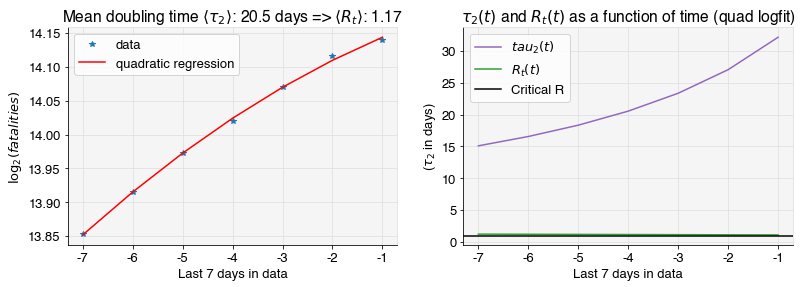 Mean doubling time ⟨τ₂⟩: 20.5 days => ⟨Rₜ⟩: 1.17
14.15
14.10
14.05
14.00
13.95
13.90
13.85
log₂(fatalities)
data
quadratic regression
-7 -6 -5 -4 -3 -2 -1
Last 7 days in data
τ₂(t) and Rₜ(t) as a function of time (quad logfit)
30
25
20
15
10
5
0
(τ₂ in days)
tau₂(t)
Rₜ(t)
Critical R
-7 -6 -5 -4 -3 -2 -1
Last 7 days in data